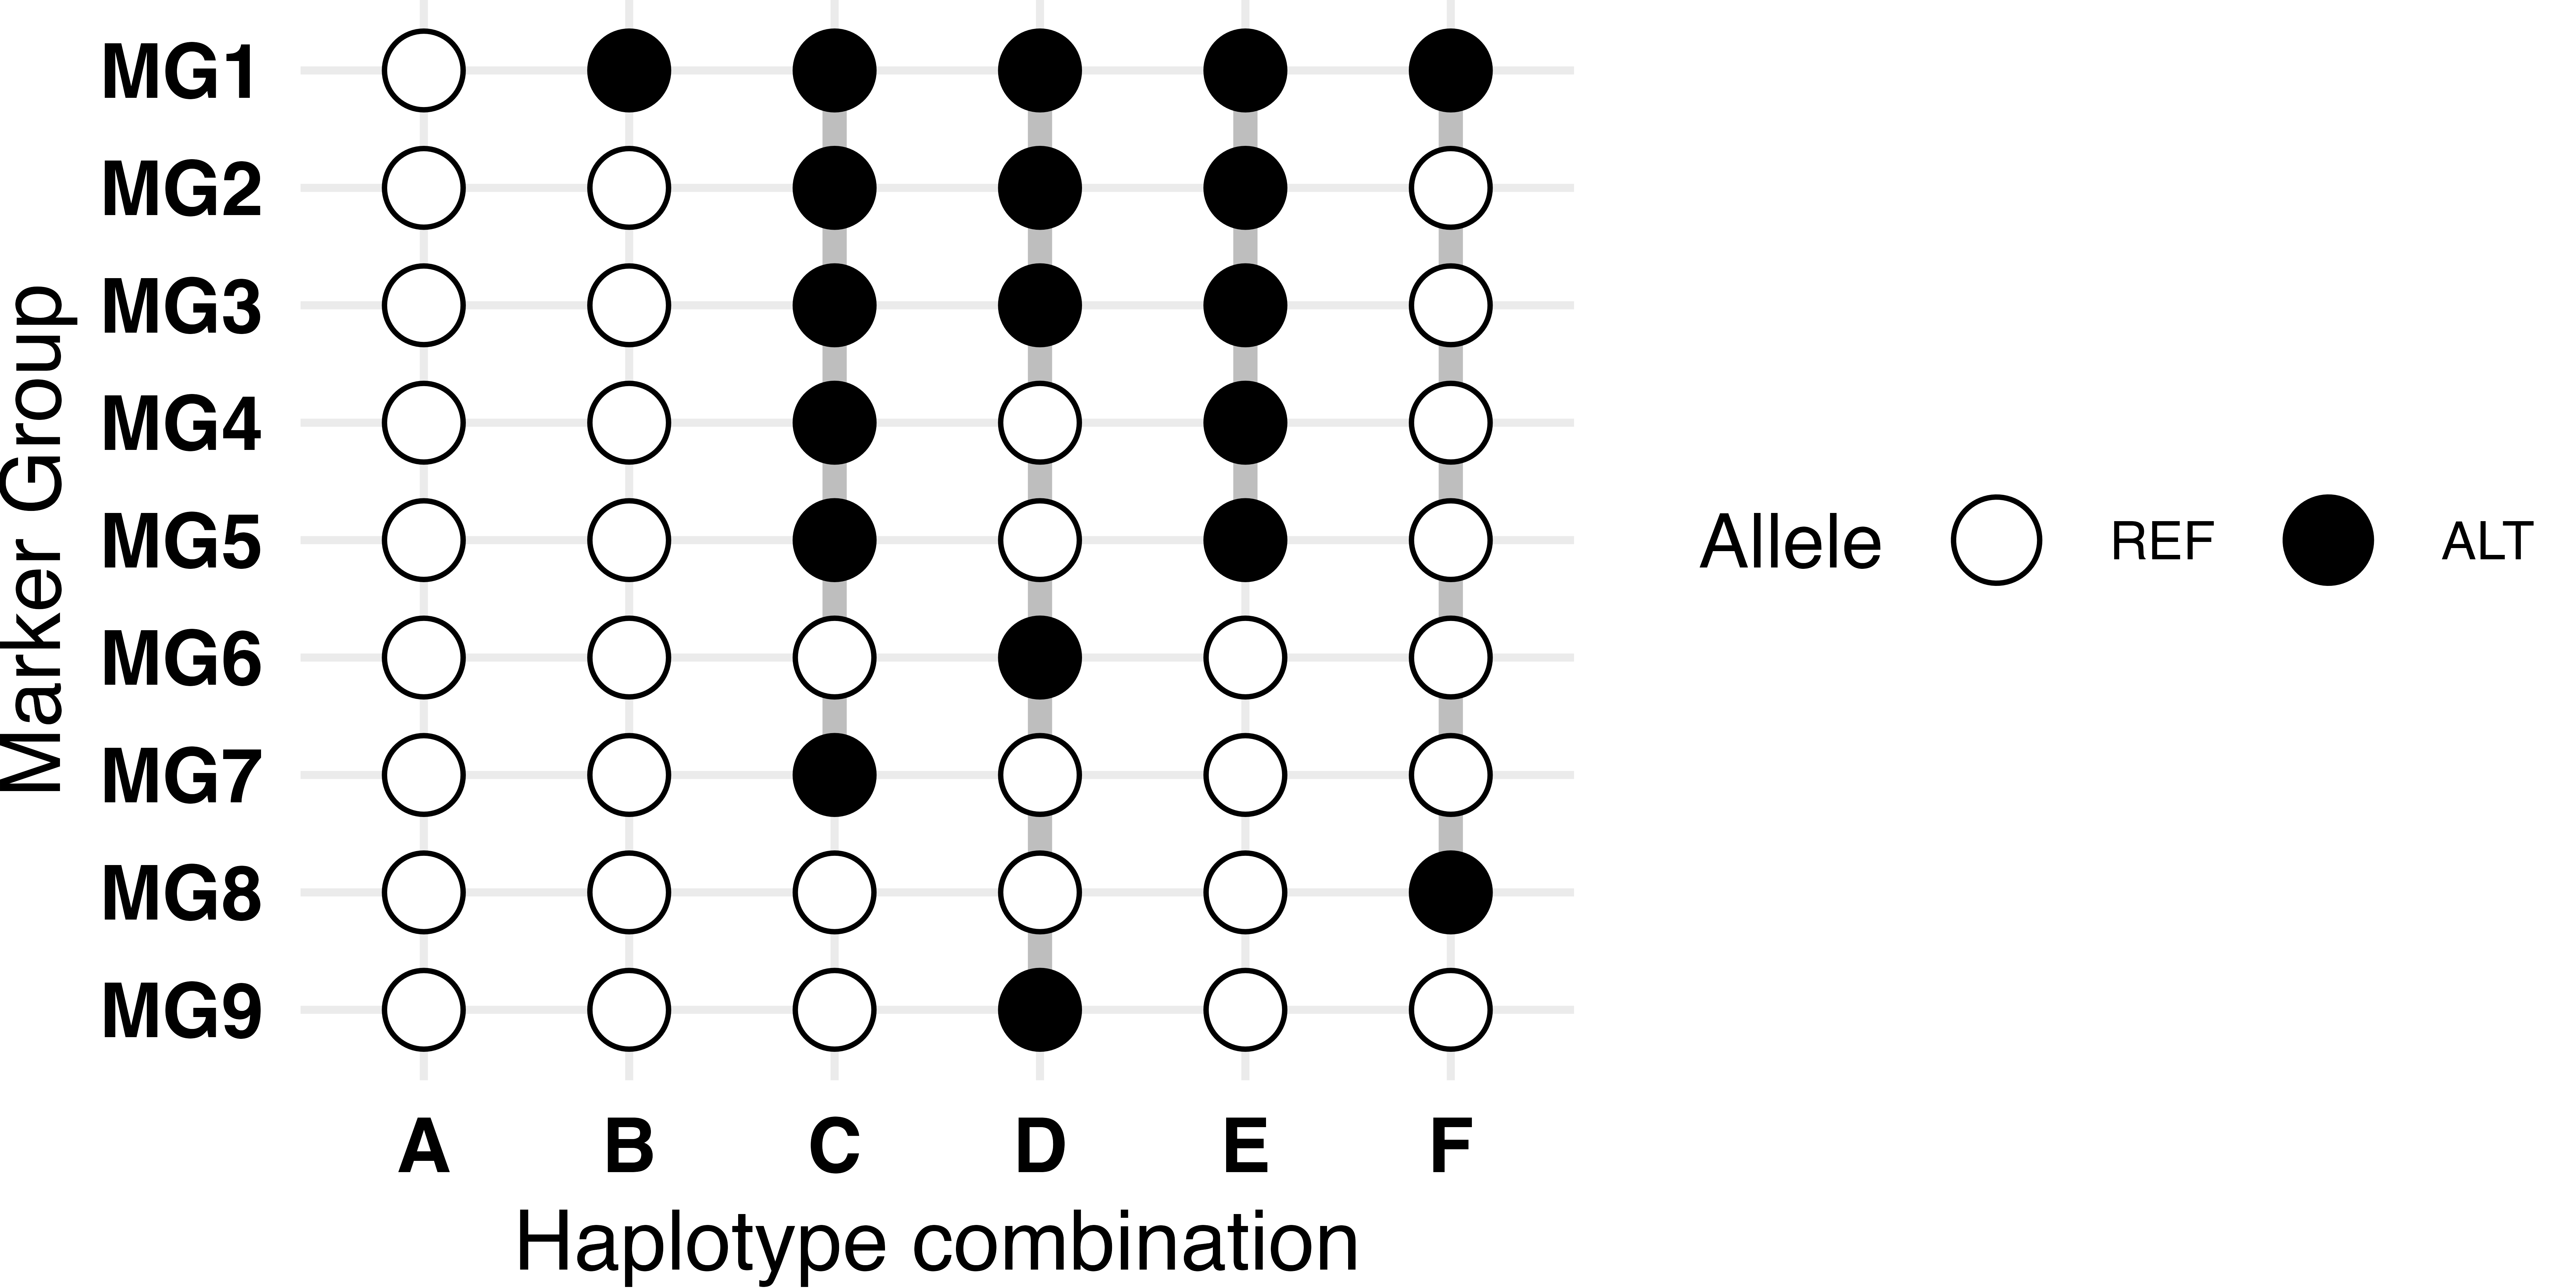 Marker Group
MG1
MG2
MG3
MG4
MG5
MG6
MG7
MG8
MG9
A B C D E F
Haplotype combination
Allele REF ALT